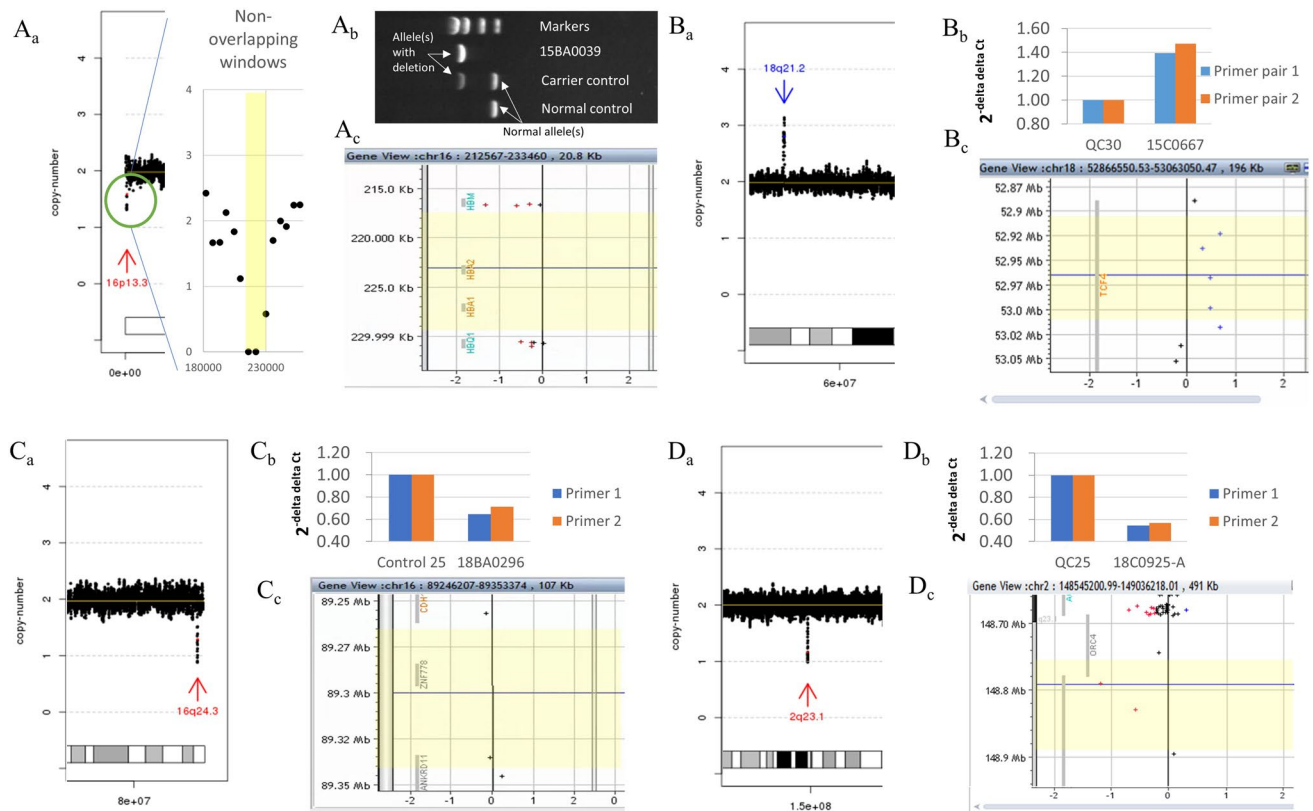 Aa
4
3
2
1
0
copy-number
16p13.3
0e+00
Non-
overlapping
windows
4
3
2
1
0
180000
230000
Ab
Allele(s)
with
deletion
Markers
15BA0039
Carrier control
Normal control
Normal allele(s)
Ac
Gene View :chr16 : 212567-233460 , 20.8 Kb
215.0 Kb
220.000 Kb
225.0 Kb
229.999 Kb
HBM
HBA2
HBA1
HBQ1
-2
-1
0
2
Ba
4
3
2
1
0
copy-number
18q21.2
6e+07
Bb
1.60
1.40
1.20
1.00
0.80
2-delta delta Ct
QC30
15C0667
Primer pair 1
Primer pair 2
Bc
Gene View :chr18 : 52866550.53-53063050.47 , 196 Kb
52.87
52.9
52.92 Mb
52.95 Mb
52.97 Mb
53.0 Mb
53.02 Mb
53.05 Mb
TCF4
-2
-1
0
1
2
Ca
4
3
2
1
0
copy-number
16q24.3
8e+07
Cb
1.20
1.00
0.80
0.60
0.40
2-delta delta Ct
Control 25
18BA0296
Primer 1
Primer 2
Cc
Gene View :chr16 : 89246207-89353374 , 107 Kb
89.25
89.27
89.3 Mb
89.32 Mb
89.35 Mb
CDH
ZNF778
ANKRD11
-2
-1
0
1
2
Da
4
3
2
1
0
copy-number
2q23.1
1.5e+08
Db
1.20
1.00
0.80
0.60
0.40
2-delta delta Ct
QC25
18C0925-A
Primer 1
Primer 2
Dc
Gene View :chr2 : 148545200.99-149036218.01 , 491 Kb
q23.1
148.70
148.8 Mb
148.9 Mb
ORC4
-2
-1
0
1
2